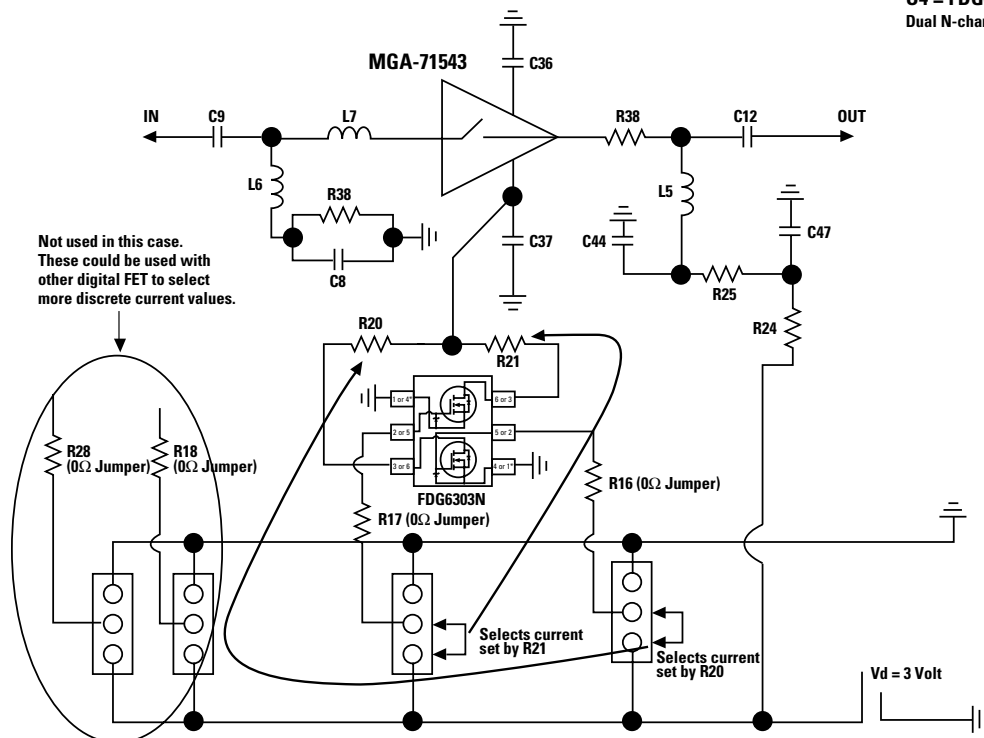 U4 = FDG
Dual N-chan
MGA-71543
C36
IN
C9
L7
R38
C12
OUT
L6
R38
C8
C37
L5
C44
C47
R25
R24
Not used in this case.
These could be used with
other digital FET to select
more discrete current values.
R20
R21
1 or 4*
6 or 3
2 or 5
5 or 2
3 or 6
4 or 1*
FDG6303N
R28
(0Ω Jumper)
R18
(0Ω Jumper)
R17 (0Ω Jumper)
R16 (0Ω Jumper)
Selects current
set by R21
Selects current
set by R20
Vd = 3 Volt